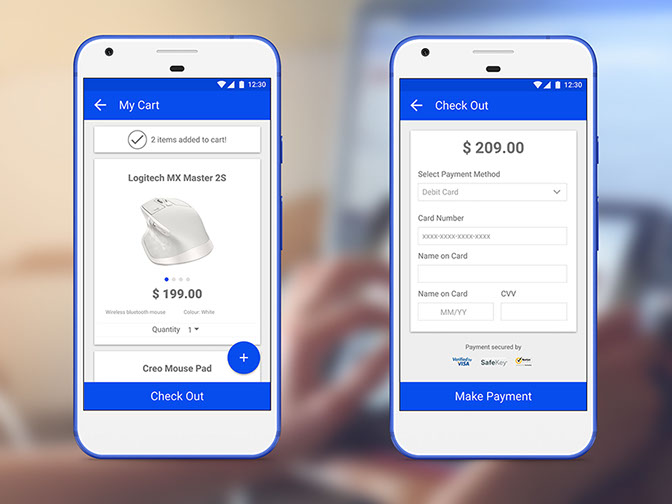 12:30
My Cart
2 items added to cart!
Logitech MX Master 2S
$ 199.00
Wireless bluetooth mouse Colour: White
Quantity 1
+
Creo Mouse Pad
Check Out
12:30
Check Out
$ 209.00
Select Payment Method
Debit Card
Card Number
xxxx-xxxx-xxxx-xxxx
Name on Card
Name on Card CVV
MM/YY
Payment secured by
Verified by
VISA
SafeKey
Norton
Make Payment